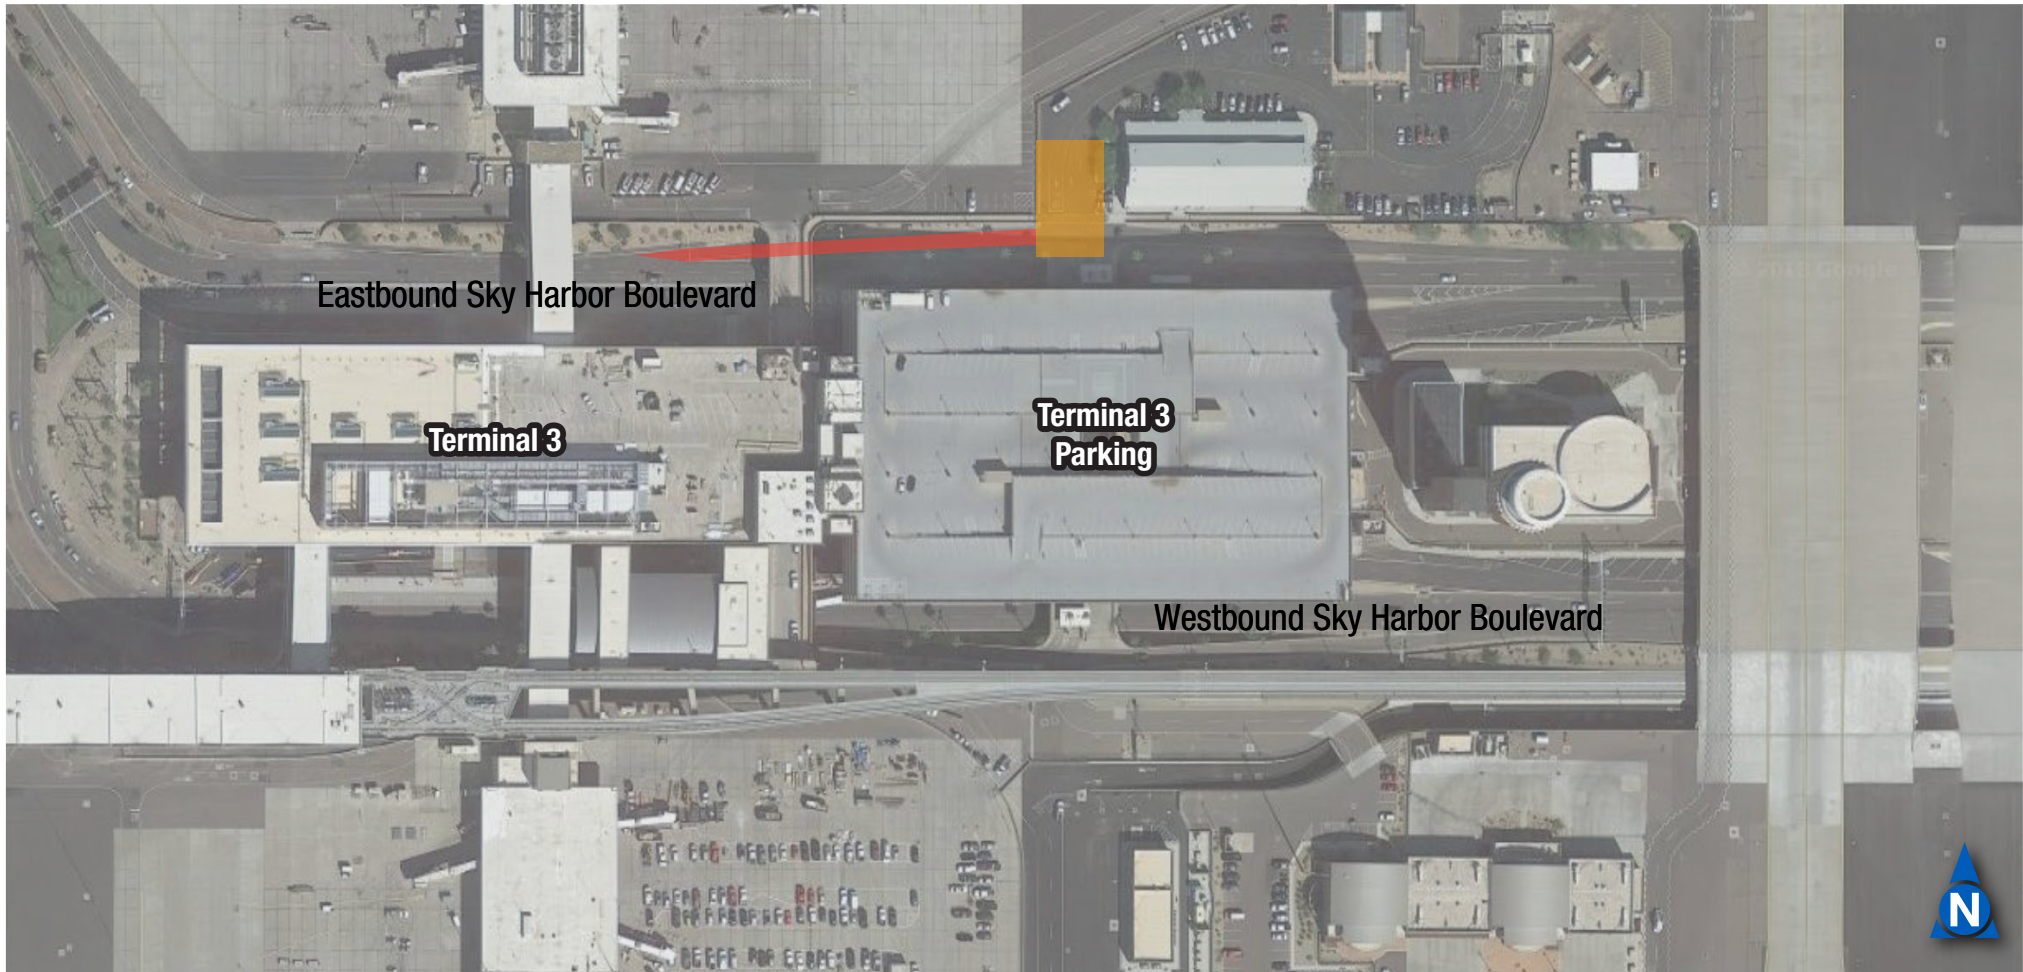 Eastbound Sky Harbor Boulevard
Terminal 3
Terminal 3
Parking
Westbound Sky Harbor Boulevard
N